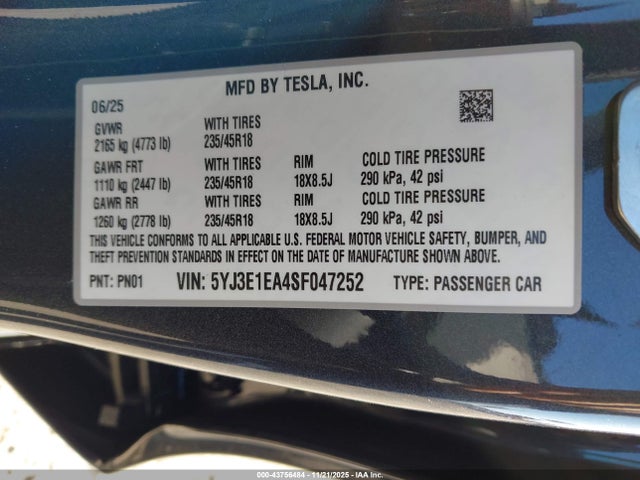 MFD BY TESLA, INC.
06/25
GVWR WITH TIRES
2165 kg (4773 lb) 235/45R18
GAWR FRT WITH TIRES RIM COLD TIRE PRESSURE
1110 kg (2447 lb) 235/45R18 18X8.5J 290 kPa, 42 psi
GAWR RR WITH TIRES RIM COLD TIRE PRESSURE
1260 kg (2778 lb) 235/45R18 18X8.5J 290 kPa, 42 psi
THIS VEHICLE CONFORMS TO ALL APPLICABLE U.S. FEDERAL MOTOR VEHICLE SAFETY, BUMPER, AND
THEFT PREVENTION STANDARDS IN EFFECT ON THE DATE OF MANUFACTURE SHOWN ABOVE.
PNT: PN01 VIN: 5YJ3E1EA4SF047252 TYPE: PASSENGER CAR
000-43756484 - 11/21/2025 - IAA Inc.